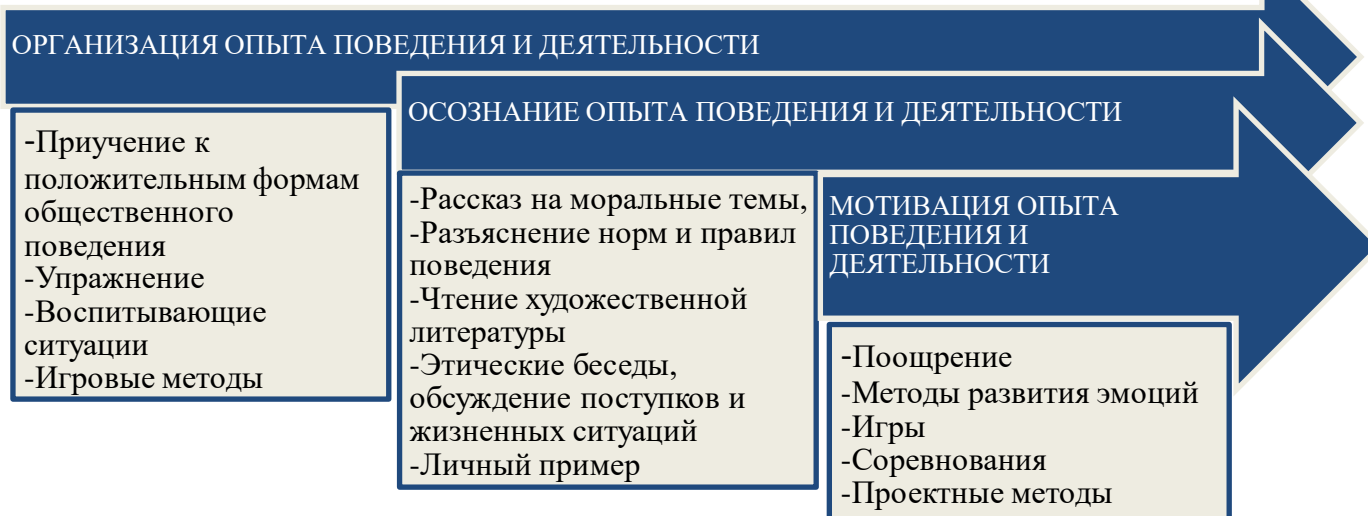 ОРГАНИЗАЦИЯ ОПЫТА ПОВЕДЕНИЯ И ДЕЯТЕЛЬНОСТИ
-Приучение к
положительным формам
общественного
поведения
-Упражнение
-Воспитывающие
ситуации
-Игровые методы
ОСОЗНАНИЕ ОПЫТА ПОВЕДЕНИЯ И ДЕЯТЕЛЬНОСТИ
-Рассказ на моральные темы,
-Разъяснение норм и правил
поведения
-Чтение художественной
литературы
-Этические беседы,
обсуждение поступков и
жизненных ситуаций
-Личный пример
МОТИВАЦИЯ ОПЫТА
ПОВЕДЕНИЯ И
ДЕЯТЕЛЬНОСТИ
-Поощрение
-Методы развития эмоций
-Игры
-Соревнования
-Проектные методы